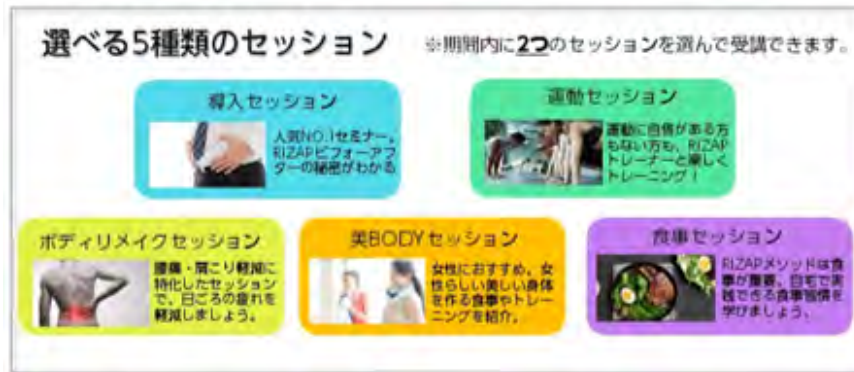 選べる5種類のセッション
※期間内に2つのセッションを選んで受講できます。
導入セッション
人気NO.1セミナー。
RIZAPビフォーアフ
ターの秘密がわかる
運動セッション
運動に自信がある方
もない方も、RIZAP
トレーナーと楽しく
トレーニング！
ボディリメイクセッション
腰痛・肩こり軽減に
特化したセッション
で、日ごろの疲れを
軽減しましょう。
美BODYセッション
女性におすすめ。女
性らしい美しい身体
を作る食事やトレー
ニングを紹介。
食事セッション
RIZAPメソッドは食
事が重要。自宅で実
践できる食事習慣を
学びましょう。